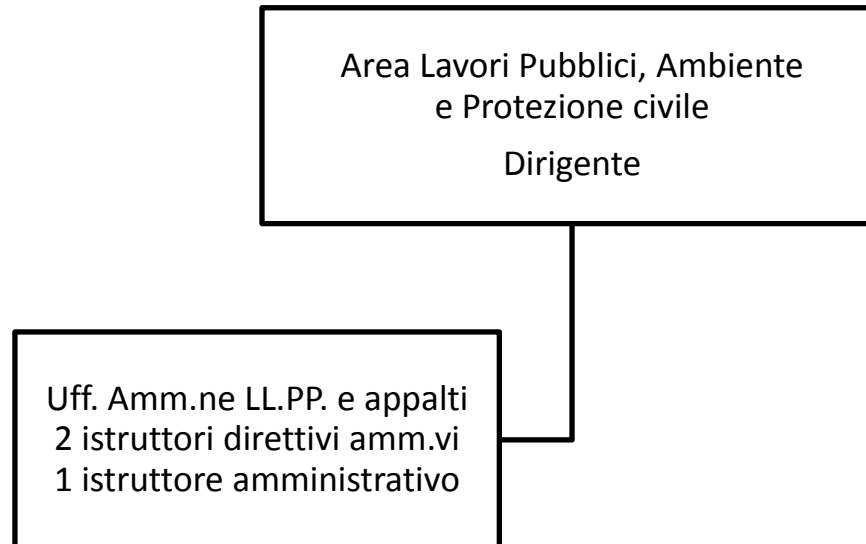 Area Lavori Pubblici, Ambiente
e Protezione civile
Dirigente
Uff. Amm.ne LL.PP. e appalti
2 istruttori direttivi amm.vi
1 istruttore amministrativo